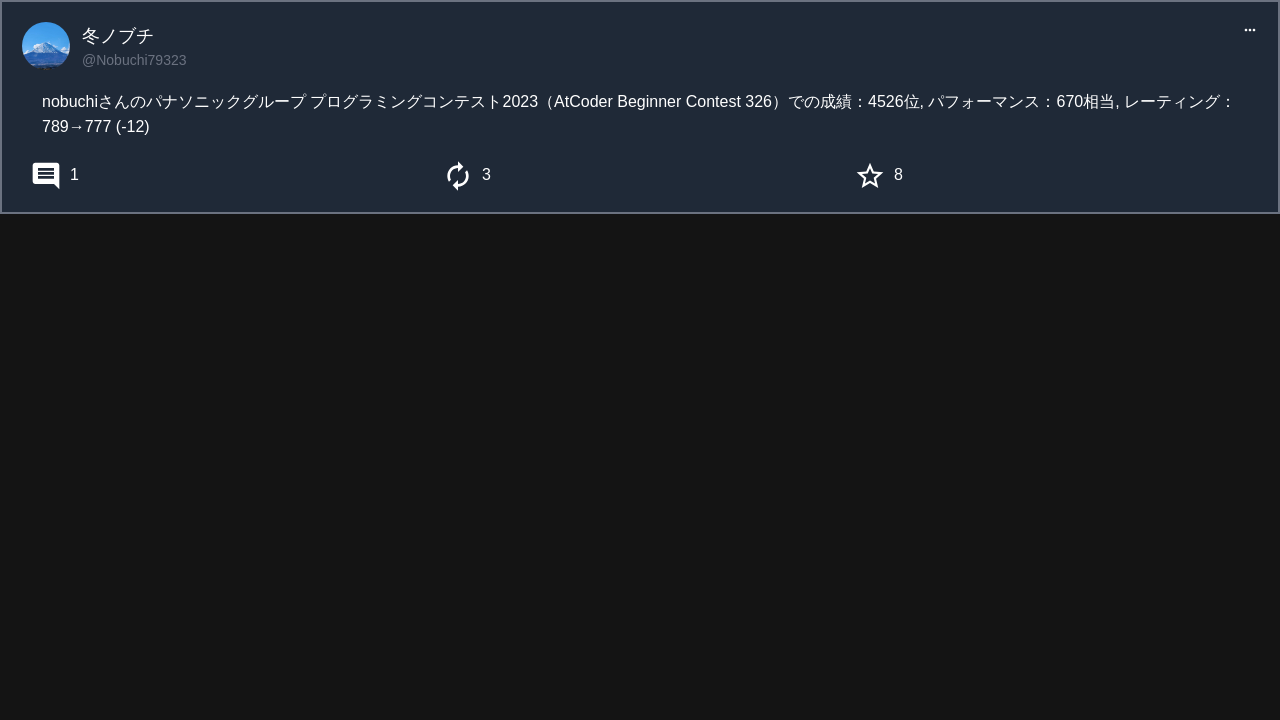 冬ノブチ
@Nobuchi79323
nobuchiさんのパナソニックグループ プログラミングコンテスト2023（AtCoder Beginner Contest 326）での成績：4526位, パフォーマンス：670相当, レーティング：
789→777 (-12)
1
3
8